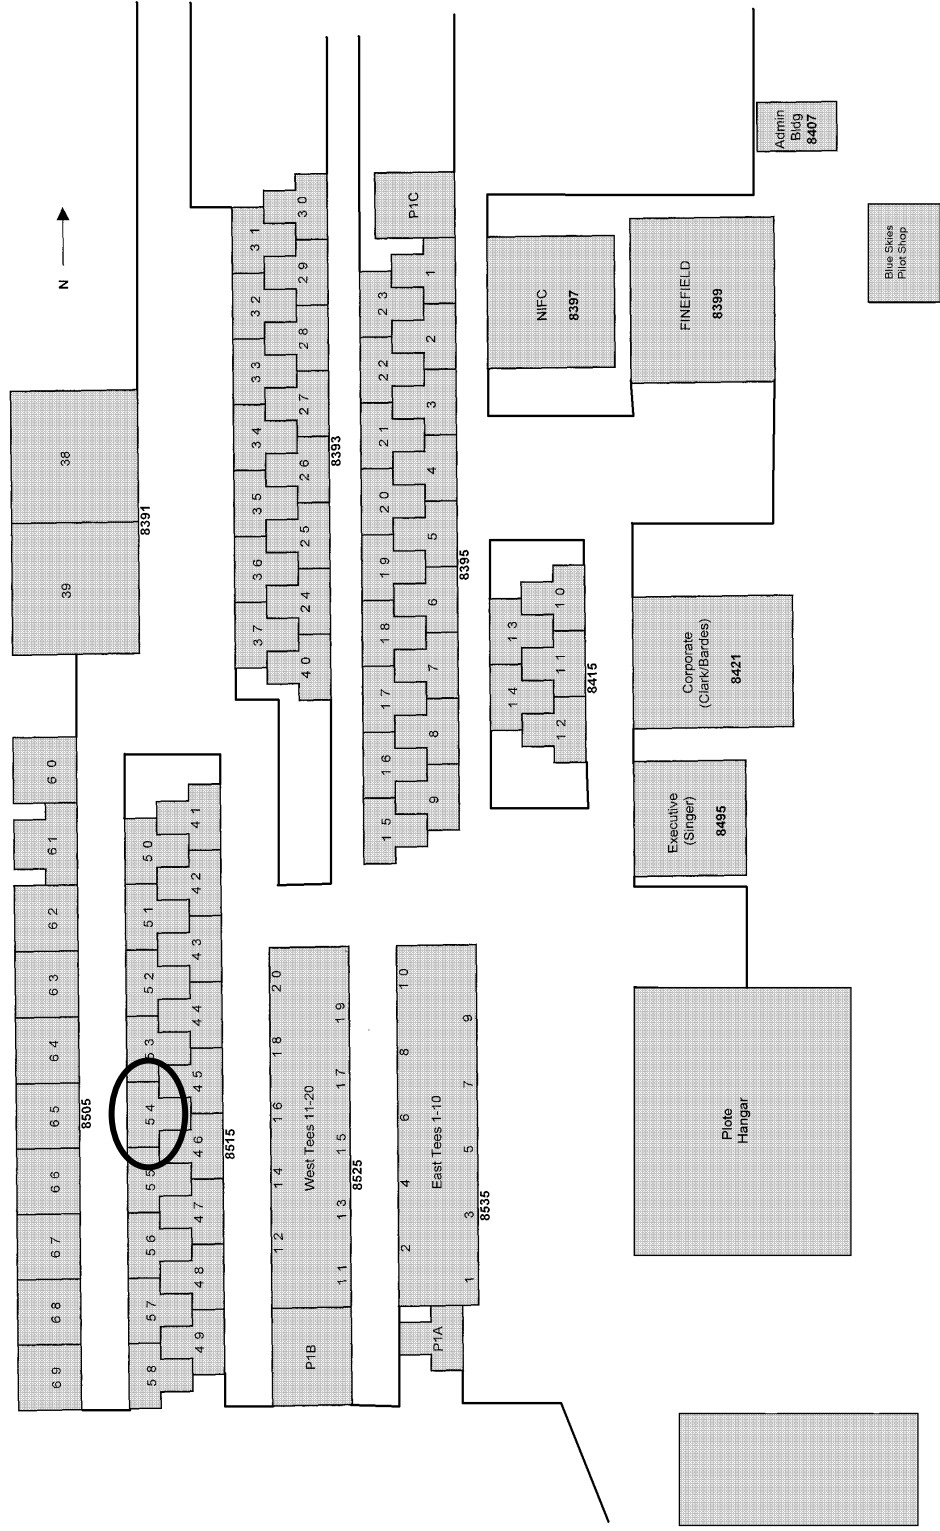 69 68 67 66 65 64 63 62 61 60
39 38
8505
8391
N
58 57 56 55 54 53 52 51 50
49 48 47 46 45 44 43 42 41
8515
37 36 35 34 33 32 31
40 24 25 26 27 28 29 30
8393
P1B
12 14 16 18 20
West Tees 11-20
11 13 15 17 19
8525
15 16 17 18 19 20 21 22 23
9 8 7 6 5 4 3 2 1
P1C
8395
P1A
2 4 6 8 10
East Tees 1-10
1 3 5 7 9
8535
14 13
12 11 10
8415
NIFC
8397
Executive
(Singer)
8495
Corporate
(Clark/Bardes)
8421
FINEFIELD
8399
Plote
Hangar
Admin
Bldg
8407
Blue Skies
Pilot Shop